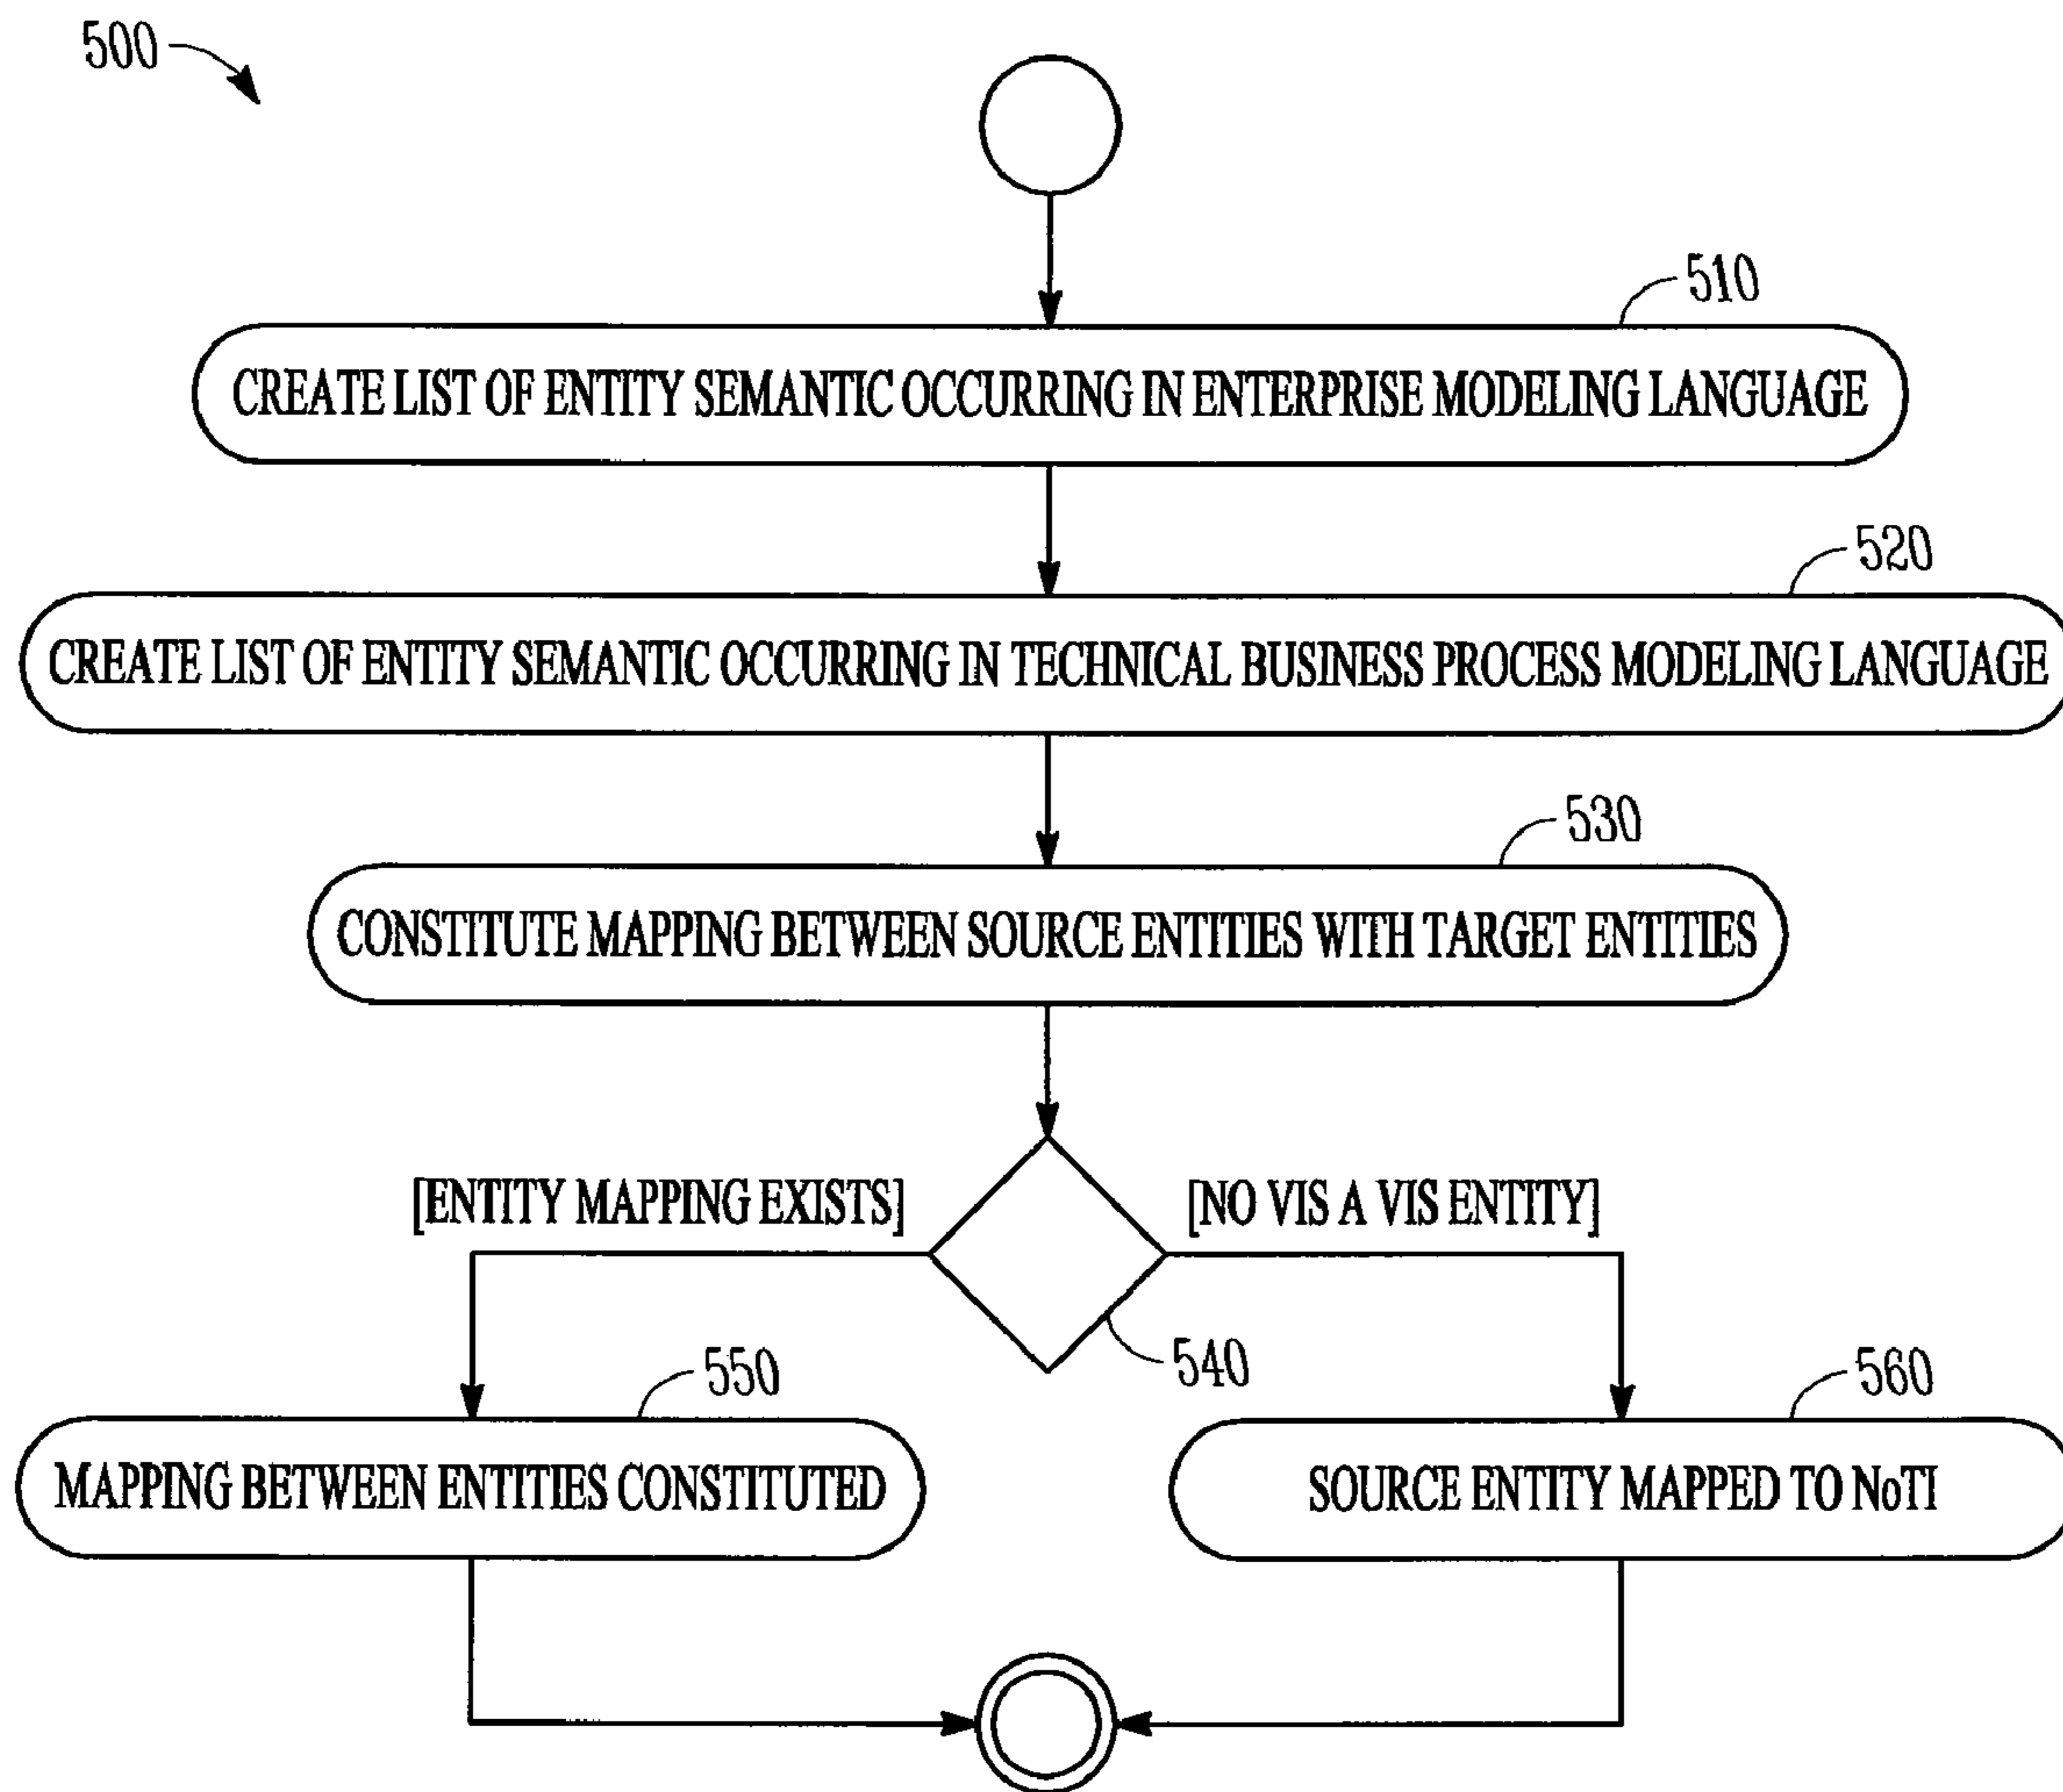 500
510
CREATE LIST OF ENTITY SEMANTIC OCCURRING IN ENTERPRISE MODELING LANGUAGE
520
CREATE LIST OF ENTITY SEMANTIC OCCURRING IN TECHNICAL BUSINESS PROCESS MODELING LANGUAGE
530
CONSTITUTE MAPPING BETWEEN SOURCE ENTITIES WITH TARGET ENTITIES
[ENTITY MAPPING EXISTS]
[NO VIS A VIS ENTITY]
540
550
MAPPING BETWEEN ENTITIES CONSTITUTED
560
SOURCE ENTITY MAPPED TO NoTI